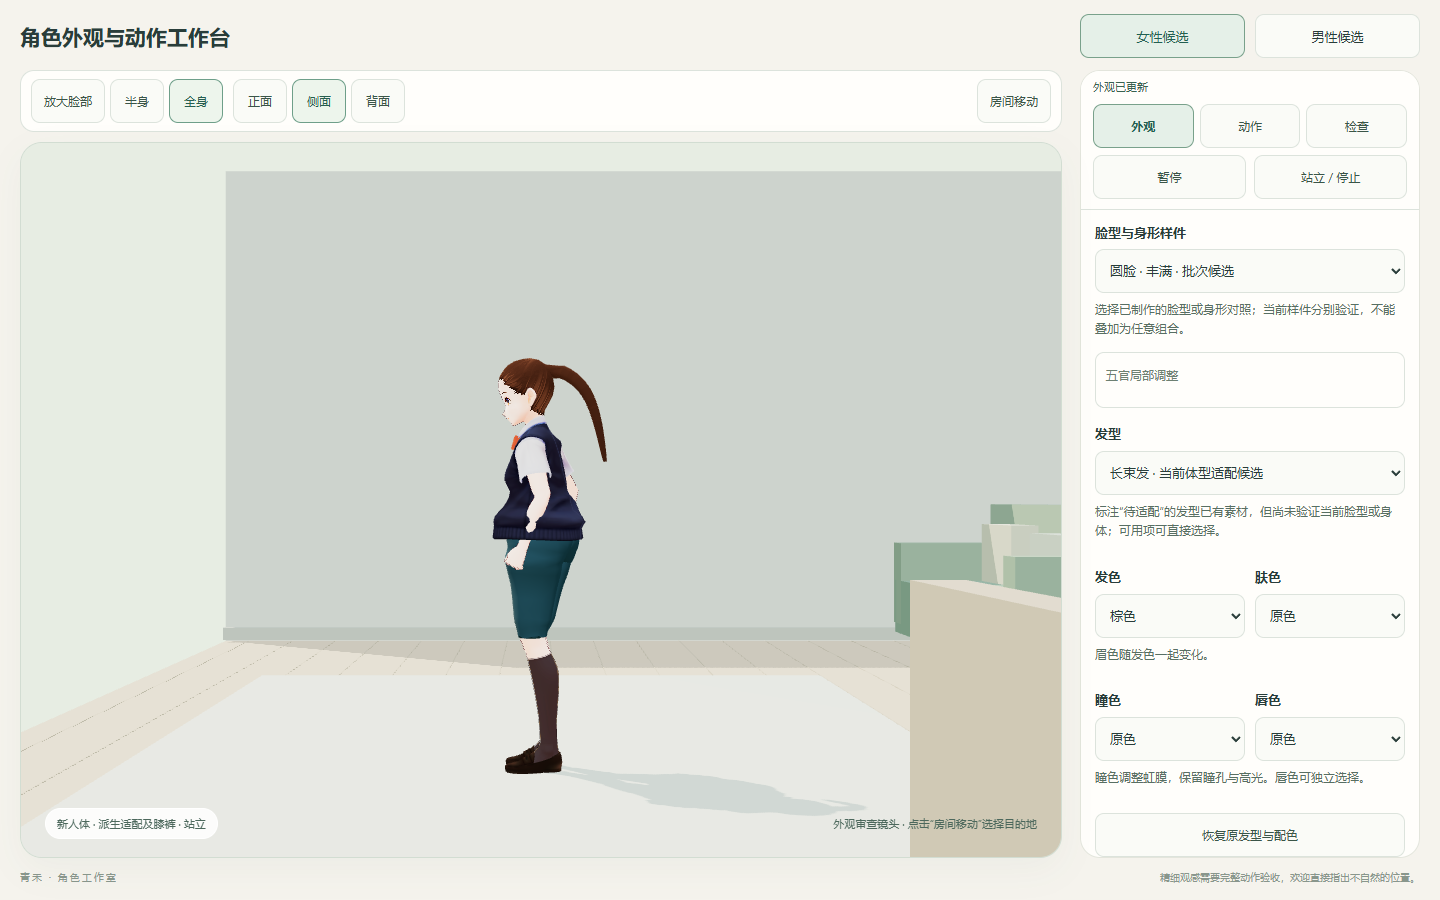 角色外观与动作工作台
女性候选
男性候选
放大脸部
半身
全身
正面
侧面
背面
房间移动
外观已更新
外观
动作
检查
暂停
站立 / 停止
脸型与身形样件
圆脸 · 丰满 · 批次候选
选择已制作的脸型或身形对照；当前样件分别验证，不能
叠加为任意组合。
五官局部调整
发型
长束发 · 当前体型适配候选
标注“待适配”的发型已有素材，但尚未验证当前脸型或身
体；可用项可直接选择。
发色
肤色
棕色
原色
眉色随发色一起变化。
瞳色
唇色
原色
原色
瞳色调整虹膜，保留瞳孔与高光。唇色可独立选择。
恢复原发型与配色
新人体 · 派生适配及膝裤 · 站立
外观审查镜头 · 点击“房间移动”选择目的地
青禾 · 角色工作室
精细观感需要完整动作验收，欢迎直接指出不自然的位置。